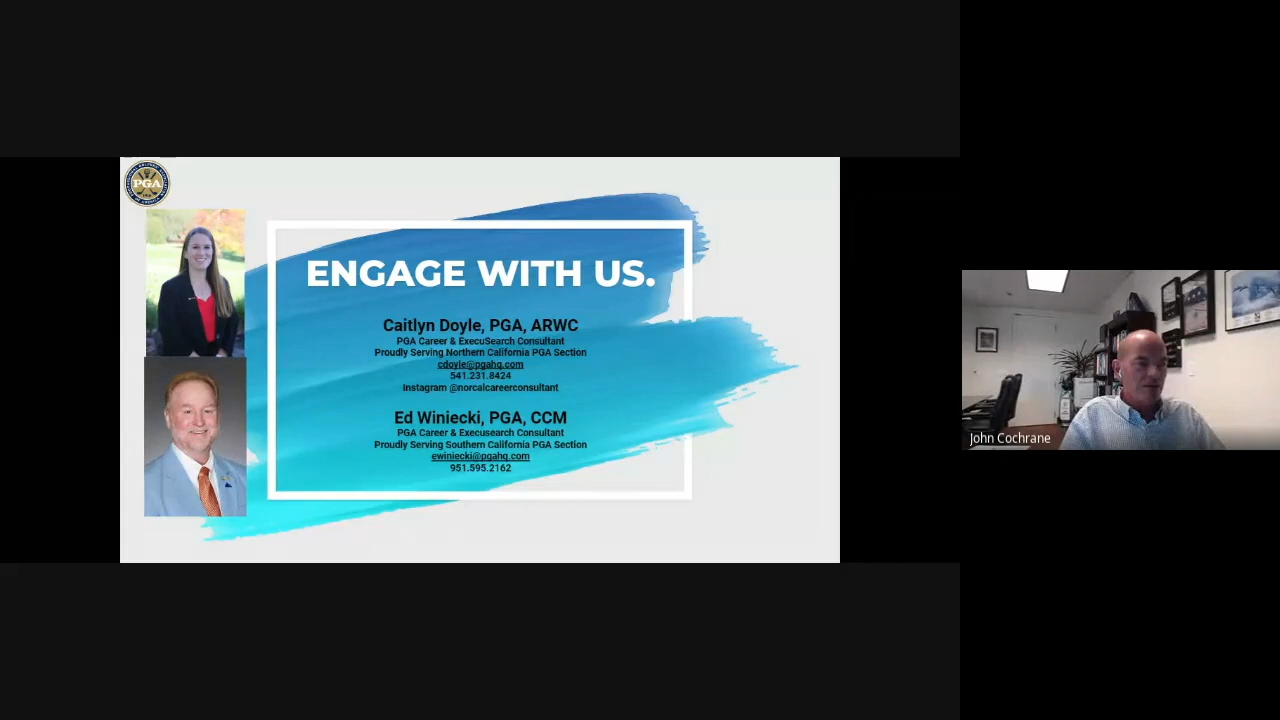 PGA
ENGAGE WITH US.
Caitlyn Doyle, PGA, ARWC
PGA Career & ExecuSearch Consultant
Proudly Serving Northern California PGA Section
cdoyle@pgahq.com
541.231.8424
Instagram @norcalcareerconsultant
Ed Winiecki, PGA, CCM
PGA Career & Execusearch Consultant
Proudly Serving Southern California PGA Section
ewiniecki@pgahq.com
951.595.2162
John Cochrane